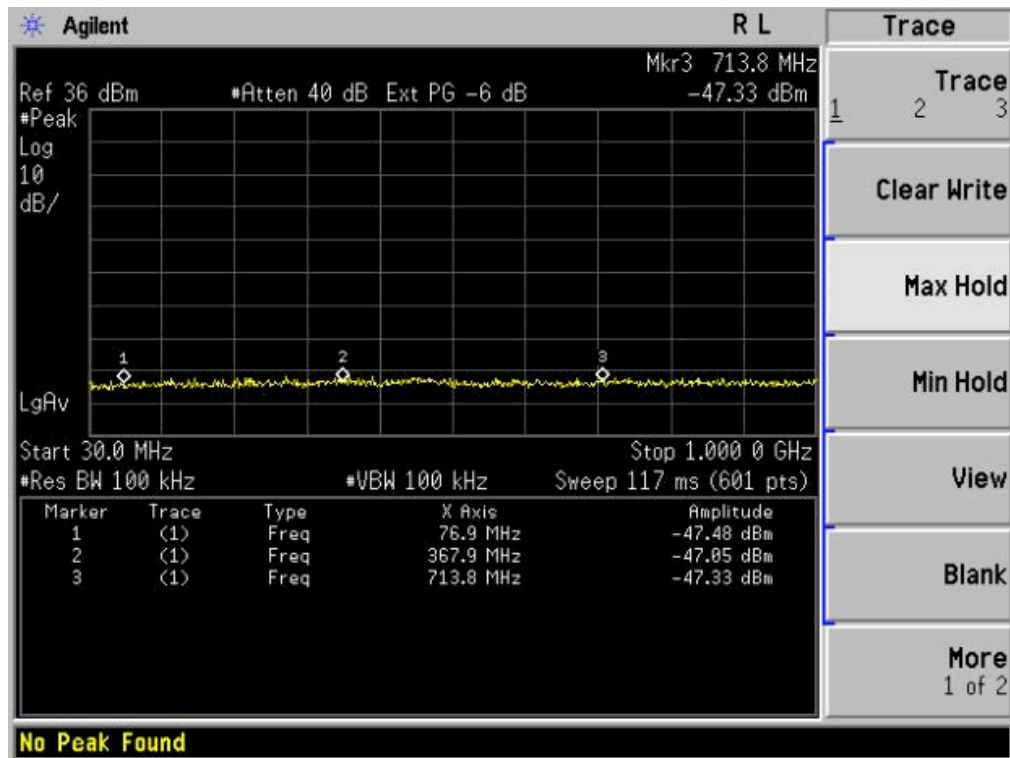 Agilent R L Trace
Mkr3 713.8 MHz
Ref 36 dBm #Atten 40 dB Ext PG -6 dB -47.33 dBm
#Peak
Log
10
dB/
1 2 3
LgAv
Start 30.0 MHz Stop 1.000 0 GHz
#Res BW 100 kHz #VBW 100 kHz Sweep 117 ms (601 pts)
Marker Trace Type X Axis Amplitude
1 (1) Freq 76.9 MHz -47.48 dBm
2 (1) Freq 367.9 MHz -47.05 dBm
3 (1) Freq 713.8 MHz -47.33 dBm
No Peak Found
Trace
1 2 3
Clear Write
Max Hold
Min Hold
View
Blank
More
1 of 2